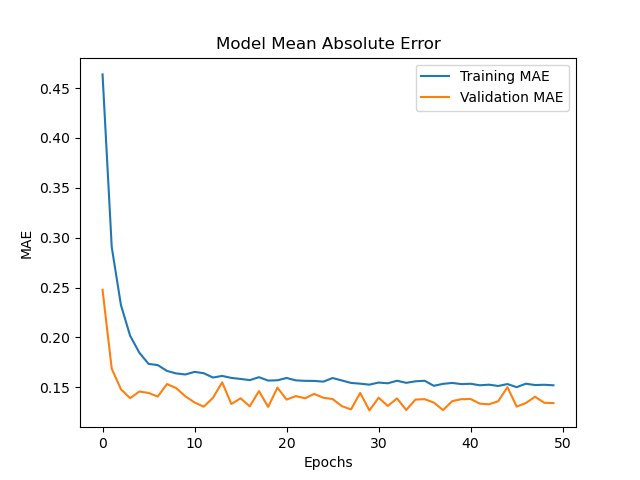 Model Mean Absolute Error
Training MAE
Validation MAE
0.45
0.40
0.35
0.30
0.25
0.20
0.15
MAE
0 10 20 30 40 50
Epochs